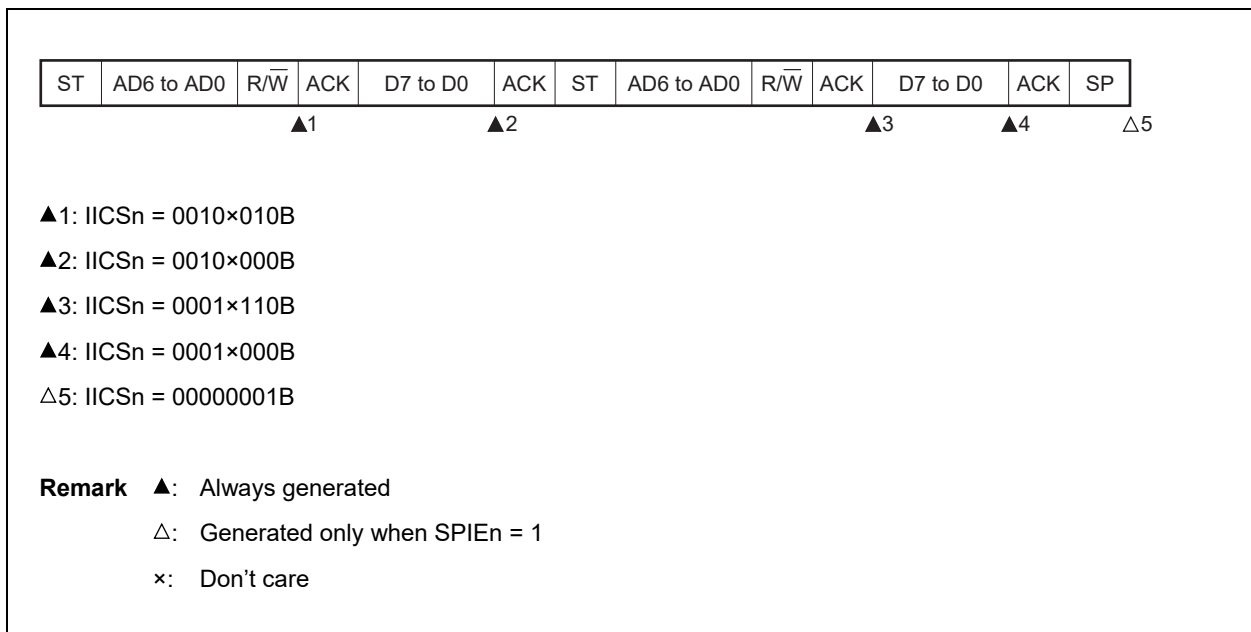 ST AD6 to AD0 R/W̅ ACK D7 to D0 ACK ST AD6 to AD0 R/W̅ ACK D7 to D0 ACK SP
▲1 ▲2 ▲3 ▲4 △5
▲1: IICSn = 0010×010B
▲2: IICSn = 0010×000B
▲3: IICSn = 0001×110B
▲4: IICSn = 0001×000B
△5: IICSn = 00000001B
Remark ▲: Always generated
△: Generated only when SPIEn = 1
×: Don’t care